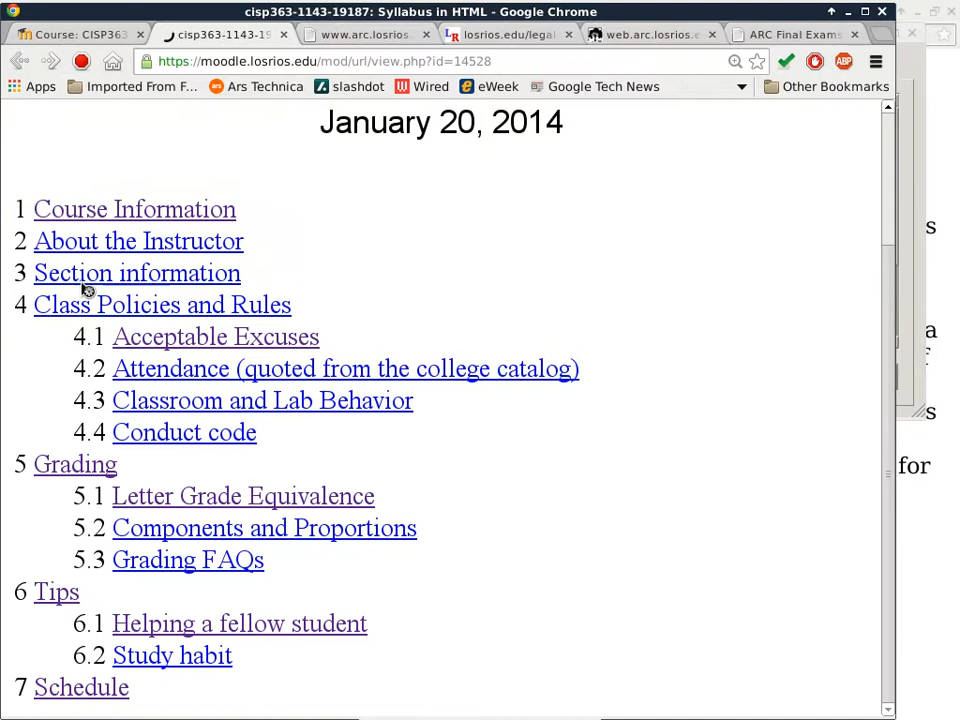 cisp363-1143-19187: Syllabus in HTML - Google Chrome
Course: CISP363
cisp363-1143-19
www.arc.losrios.
losrios.edu/legal
web.arc.losrios.e
ARC Final Exams
https://moodle.losrios.edu/mod/url/view.php?id=14528
ABP
Apps
Imported From F...
Ars Technica
slashdot
Wired
eWeek
Google Tech News
Other Bookmarks
January 20, 2014
1 Course Information
2 About the Instructor
3 Section information
4 Class Policies and Rules
4.1 Acceptable Excuses
4.2 Attendance (quoted from the college catalog)
4.3 Classroom and Lab Behavior
4.4 Conduct code
5 Grading
5.1 Letter Grade Equivalence
5.2 Components and Proportions
5.3 Grading FAQs
6 Tips
6.1 Helping a fellow student
6.2 Study habit
7 Schedule
s
a
s
for